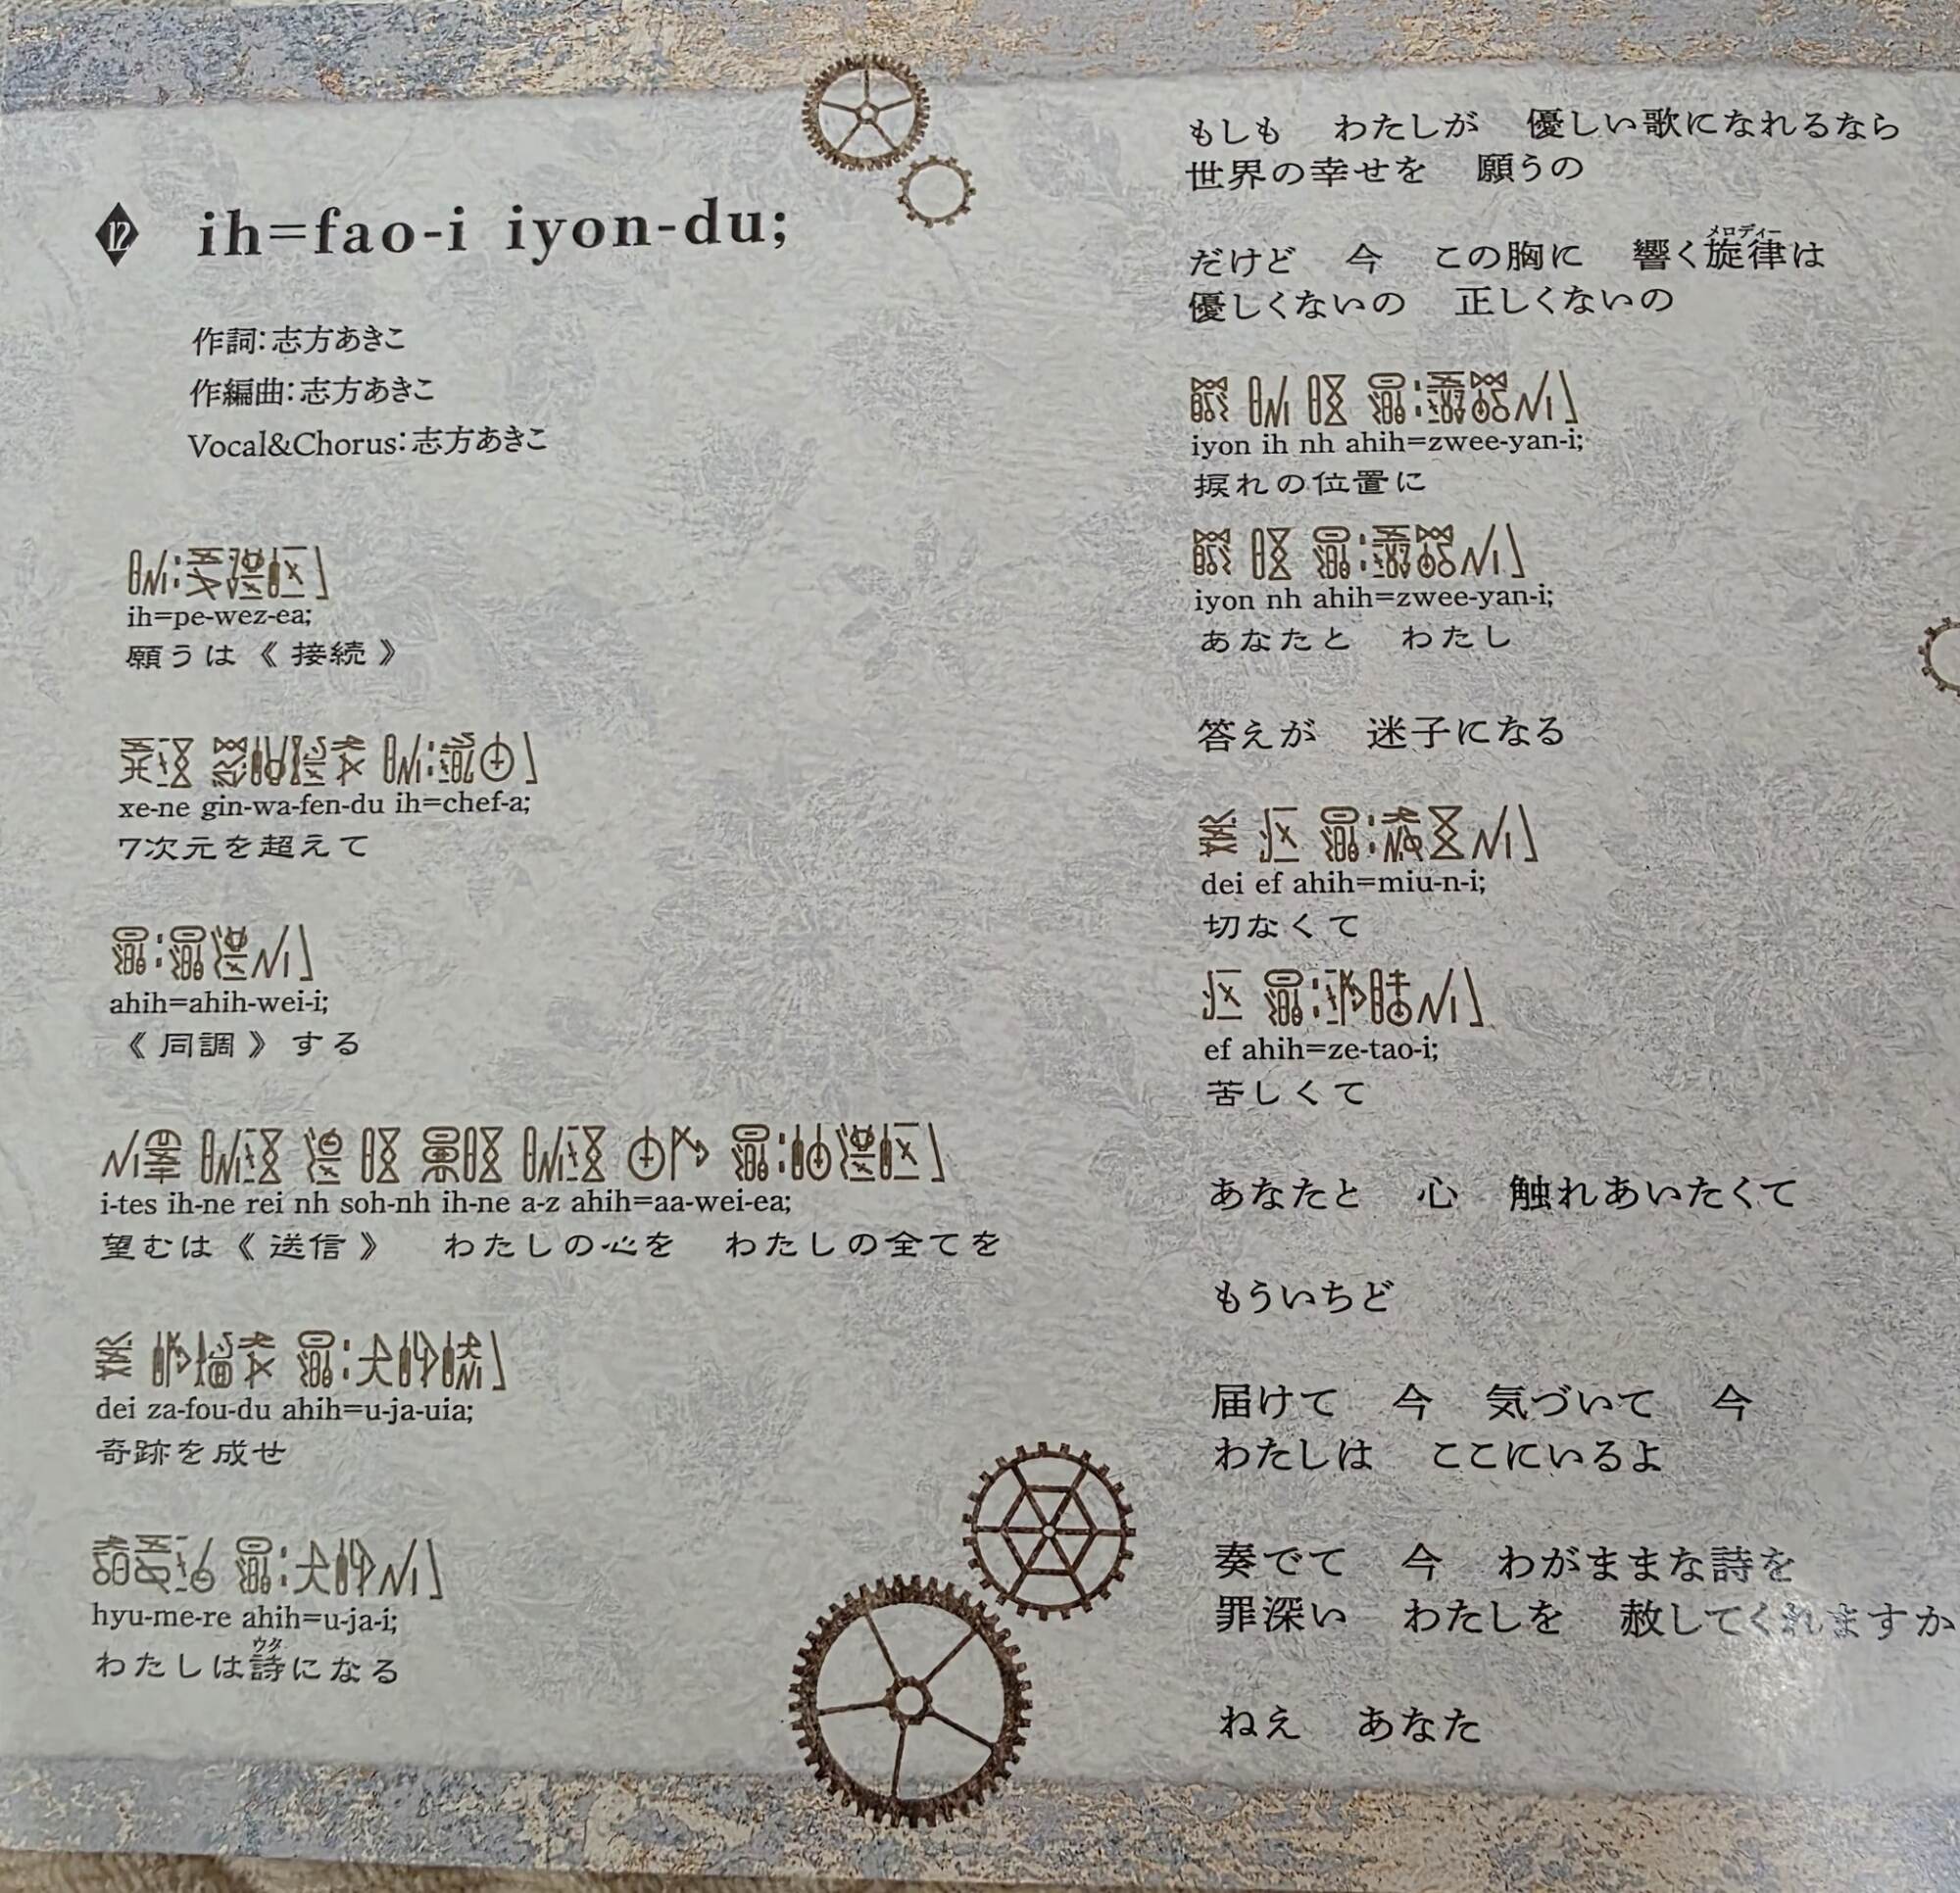 12 ih=fao-i iyon-du;
作詞:志方あきこ
作編曲:志方あきこ
Vocal&Chorus:志方あきこ
ih=pe-wez-ea;
願うは《接続》
xe-ne gin-wa-fen-du ih=chef-a;
7次元を超えて
ahih=ahih-wei-i;
《同調》する
i-tes ih-ne rei nh soh-nh ih-ne a-z ahih=aa-wei-ea;
望むは《送信》　わたしの心を　わたしの全てを
dei za-fou-du ahih=u-ja-uia;
奇跡を成せ
hyu-me-re ahih=u-ja-i;
ウタ
わたしは詩になる
もしも　わたしが　優しい歌になれるなら
世界の幸せを　願うの
メロディー
だけど　今　この胸に　響く旋律は
優しくないの　正しくないの
iyon ih nh ahih=zwee-yan-i;
捩れの位置に
iyon nh ahih=zwee-yan-i;
あなたと　わたし
答えが　迷子になる
dei ef ahih=miu-n-i;
切なくて
ef ahih=ze-tao-i;
苦しくて
あなたと　心　触れあいたくて
もういちど
届けて　今　気づいて　今
わたしは　ここにいるよ
奏でて　今　わがままな詩を
罪深い　わたしを　赦してくれますか
ねえ　あなた